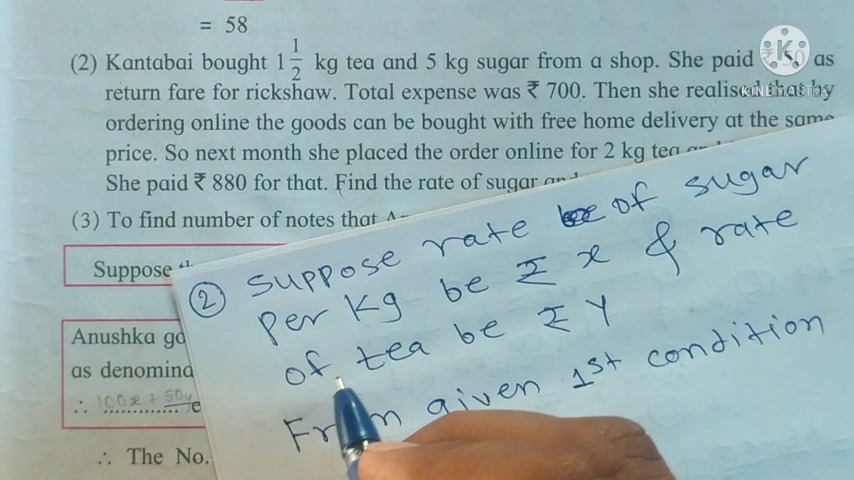 = 58
(2) Kantabai bought 1 1/2 kg tea and 5 kg sugar from a shop. She paid ₹ 50 as
return fare for rickshaw. Total expense was ₹ 700. Then she realised that by
ordering online the goods can be bought with free home delivery at the same
price. So next month she placed the order online for 2 kg tea
She paid ₹ 880 for that. Find the rate of sugar
(3) To find number of notes that
Suppose
Anushka
as
∴ 100x + 50y
∴ The No.
② Suppose rate of sugar
per kg be ₹ x & rate
of tea be ₹ y
From given 1st condition
KINEMASTER